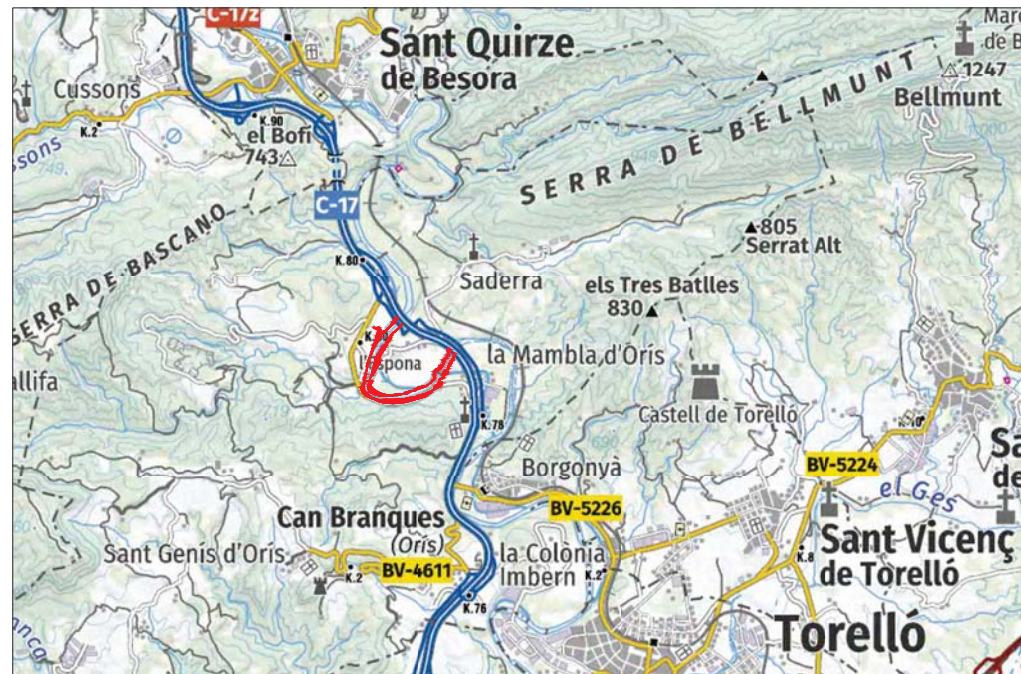 C-17z
Sant Quirze
de Besora
Cussons
K.2
K.90
el Bofí
743
C-17
SERRA DE BASCANO
K.80
Saderra
SERRA DE BELLMUNT
1247
Bellmunt
805
Serrat Alt
els Tres Batlles
830
la Mambla d'Orís
Castell de Torelló
K.78
Borgonyà
BV-5226
BV-5224
el Ges
Can Branques
(Orís)
Sant Genís d'Orís
K.2
BV-4611
la Colònia
Imbern
K.2
K.76
K.8
Sant Vicenç
de Torelló
Torelló